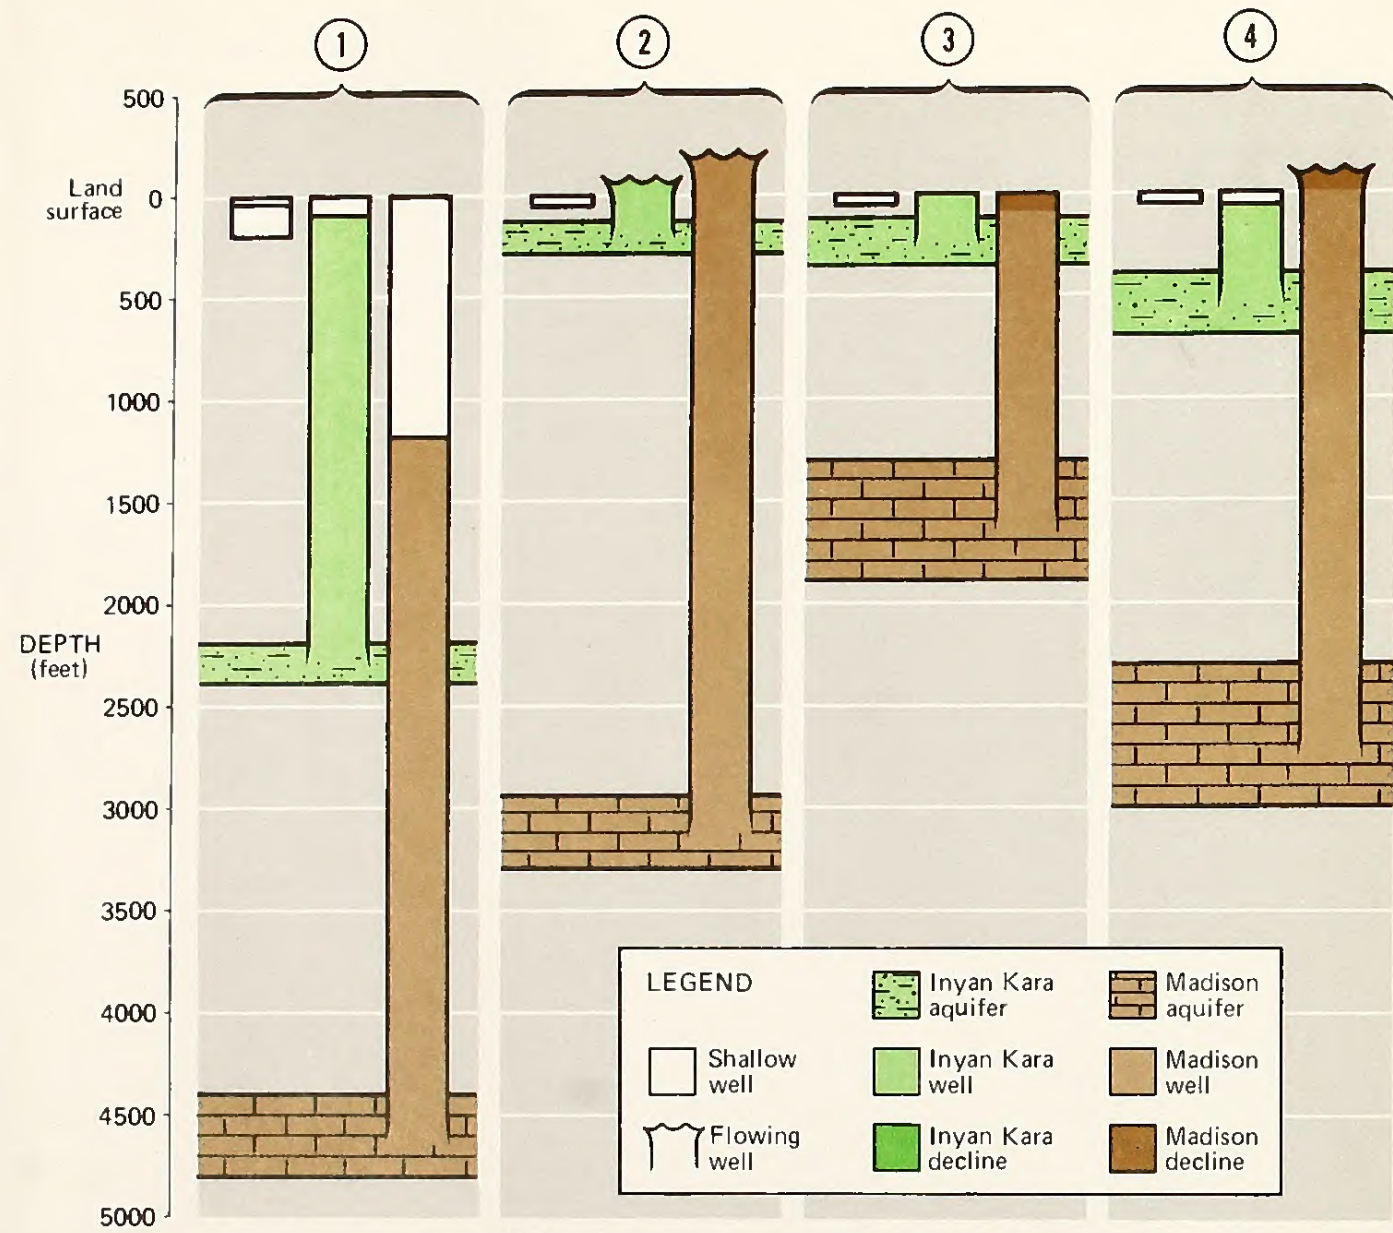 1
2
3
4
500
Land
surface
0
500
1000
1500
2000
DEPTH
(feet)
2500
3000
3500
4000
4500
5000
LEGEND
Shallow
well
Flowing
well
Inyan Kara
aquifer
Inyan Kara
well
Inyan Kara
decline
Madison
aquifer
Madison
well
Madison
decline